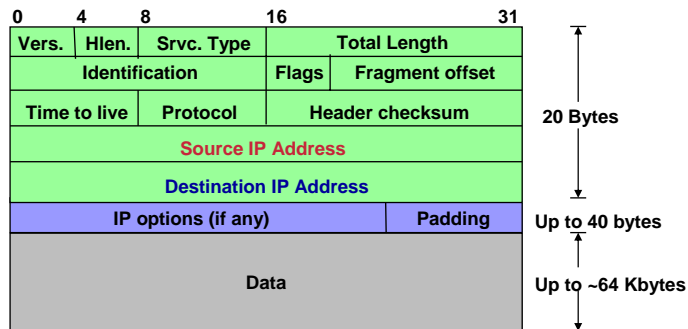 0 4 8 16 31
Vers. Hlen. Srvc. Type Total Length
Identification Flags Fragment offset
Time to live Protocol Header checksum
20 Bytes
Source IP Address
Destination IP Address
IP options (if any) Padding Up to 40 bytes
Data Up to ~64 Kbytes